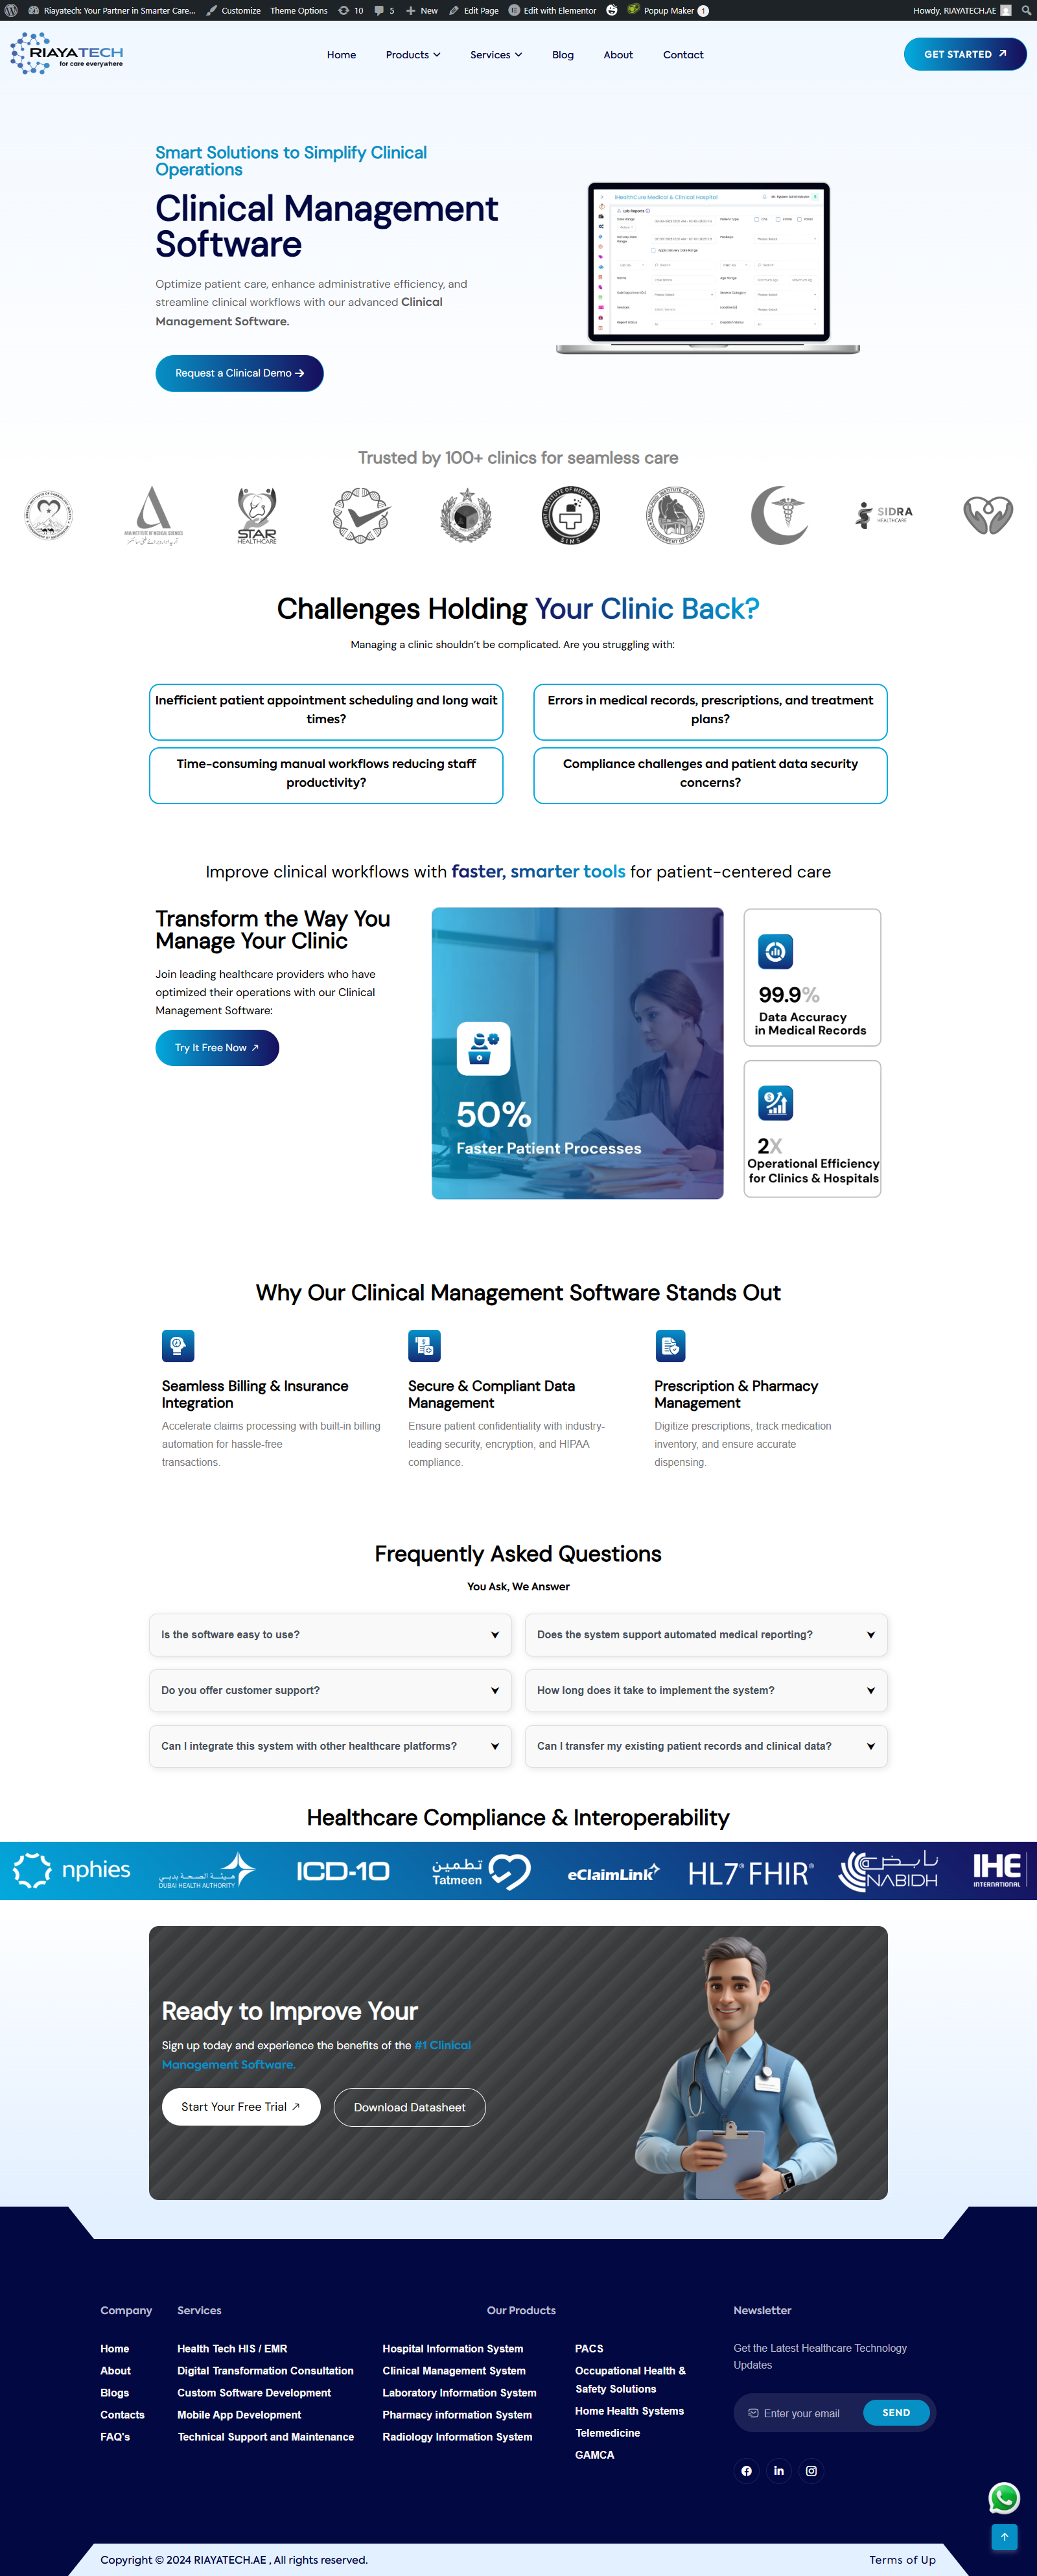 Riayatech: Your Partner in Smarter Care...
Customize
Theme Options
10
5
New
Edit Page
Edit with Elementor
Popup Maker 1
Howdy, RIAYATECH.AE
RIAYATECH
for care everywhere
Home
Products
Services
Blog
About
Contact
GET STARTED
Smart Solutions to Simplify Clinical
Operations
Clinical Management
Software
Optimize patient care, enhance administrative efficiency, and
streamline clinical workflows with our advanced Clinical
Management Software.
Request a Clinical Demo
Trusted by 100+ clinics for seamless care
STAR
HEALTHCARE
SIMS
SIDRA
HEALTHCARE
Challenges Holding Your Clinic Back?
Managing a clinic shouldn't be complicated. Are you struggling with:
Inefficient patient appointment scheduling and long wait
times?
Errors in medical records, prescriptions, and treatment
plans?
Time-consuming manual workflows reducing staff
productivity?
Compliance challenges and patient data security
concerns?
Improve clinical workflows with faster, smarter tools for patient-centered care
Transform the Way You
Manage Your Clinic
Join leading healthcare providers who have
optimized their operations with our Clinical
Management Software:
Try It Free Now
50%
Faster Patient Processes
99.9%
Data Accuracy
in Medical Records
2X
Operational Efficiency
for Clinics & Hospitals
Why Our Clinical Management Software Stands Out
Seamless Billing & Insurance
Integration
Accelerate claims processing with built-in billing
automation for hassle-free
transactions.
Secure & Compliant Data
Management
Ensure patient confidentiality with industry-
leading security, encryption, and HIPAA
compliance.
Prescription & Pharmacy
Management
Digitize prescriptions, track medication
inventory, and ensure accurate
dispensing.
Frequently Asked Questions
You Ask, We Answer
Is the software easy to use?
Does the system support automated medical reporting?
Do you offer customer support?
How long does it take to implement the system?
Can I integrate this system with other healthcare platforms?
Can I transfer my existing patient records and clinical data?
Healthcare Compliance & Interoperability
nphies
هيئة الصحة بدبي
DUBAI HEALTH AUTHORITY
ICD-10
تطمين
Tatmeen
eClaimLink
HL7® FHIR®
نابض
NABIDH
IHE
INTERNATIONAL
Ready to Improve Your
Sign up today and experience the benefits of the #1 Clinical
Management Software.
Start Your Free Trial
Download Datasheet
Company
Home
About
Blogs
Contacts
FAQ's
Services
Health Tech HIS / EMR
Digital Transformation Consultation
Custom Software Development
Mobile App Development
Technical Support and Maintenance
Our Products
Hospital Information System
Clinical Management System
Laboratory Information System
Pharmacy information System
Radiology Information System
PACS
Occupational Health &
Safety Solutions
Home Health Systems
Telemedicine
GAMCA
Newsletter
Get the Latest Healthcare Technology
Updates
Enter your email
SEND
Copyright © 2024 RIAYATECH.AE , All rights reserved.
Terms of Up